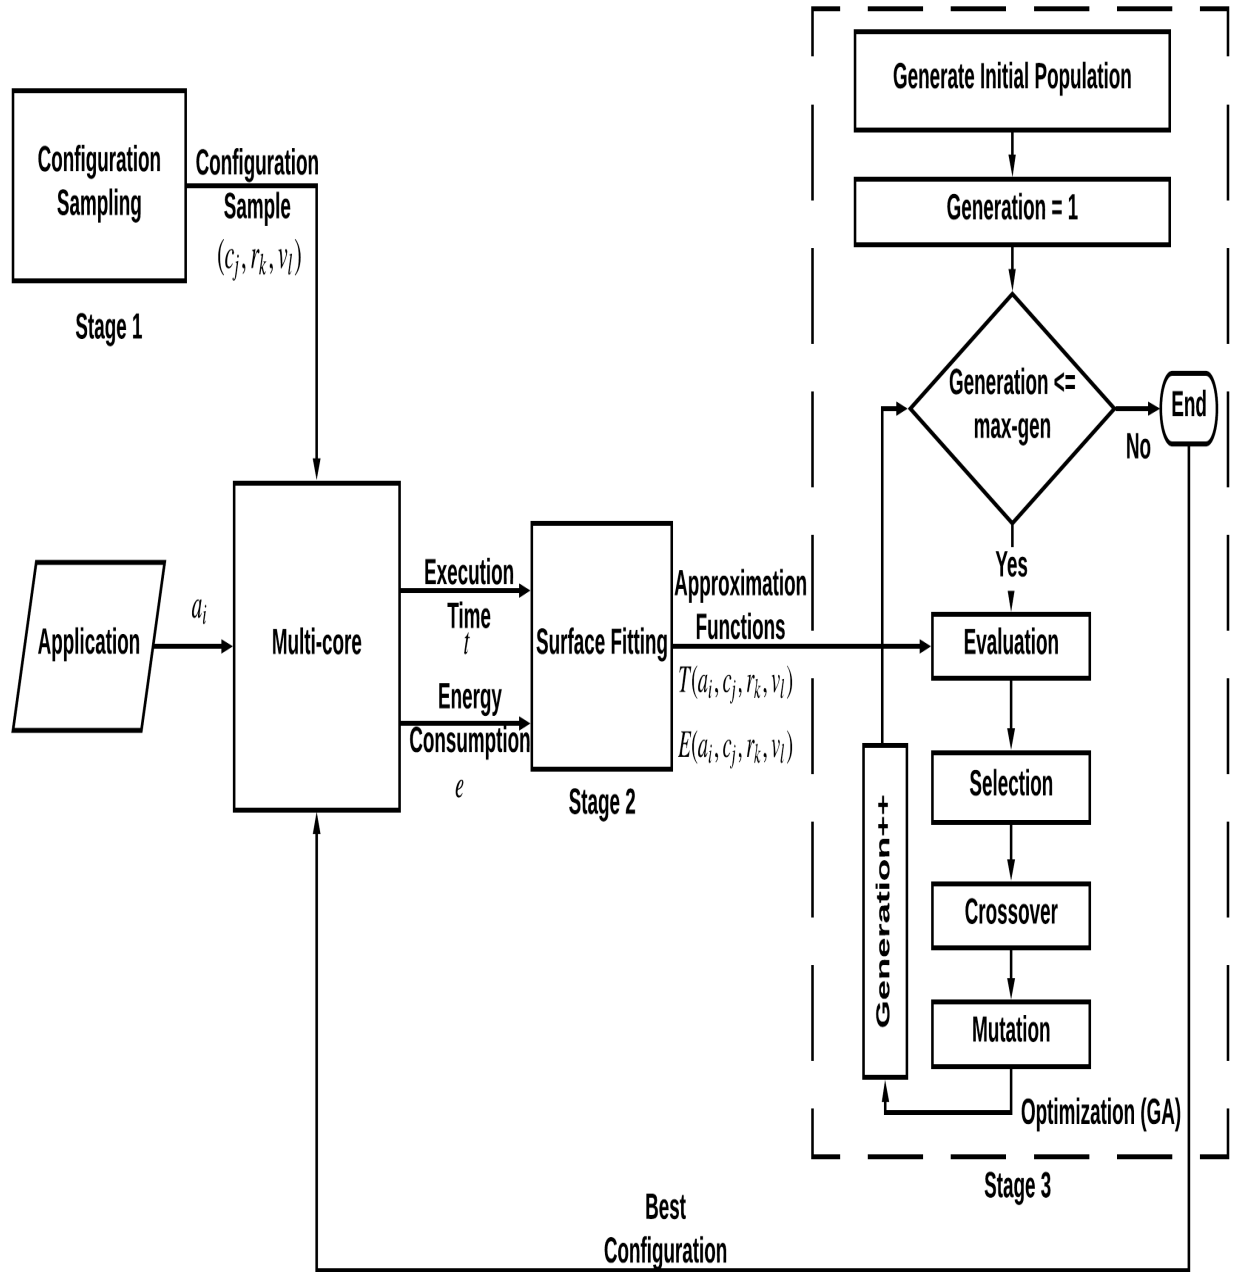 Configuration
Sampling
Stage 1
Configuration
Sample
(c_j, r_k, v_l)
Application
a_i
Multi-core
Execution
Time
t
Energy
Consumption
e
Surface Fitting
Stage 2
Approximation
Functions
T(a_i, c_j, r_k, v_l)
E(a_i, c_j, r_k, v_l)
Generate Initial Population
Generation = 1
Generation <=
max-gen
No
End
Yes
Evaluation
Selection
Crossover
Mutation
Generation++
Optimization (GA)
Stage 3
Best
Configuration